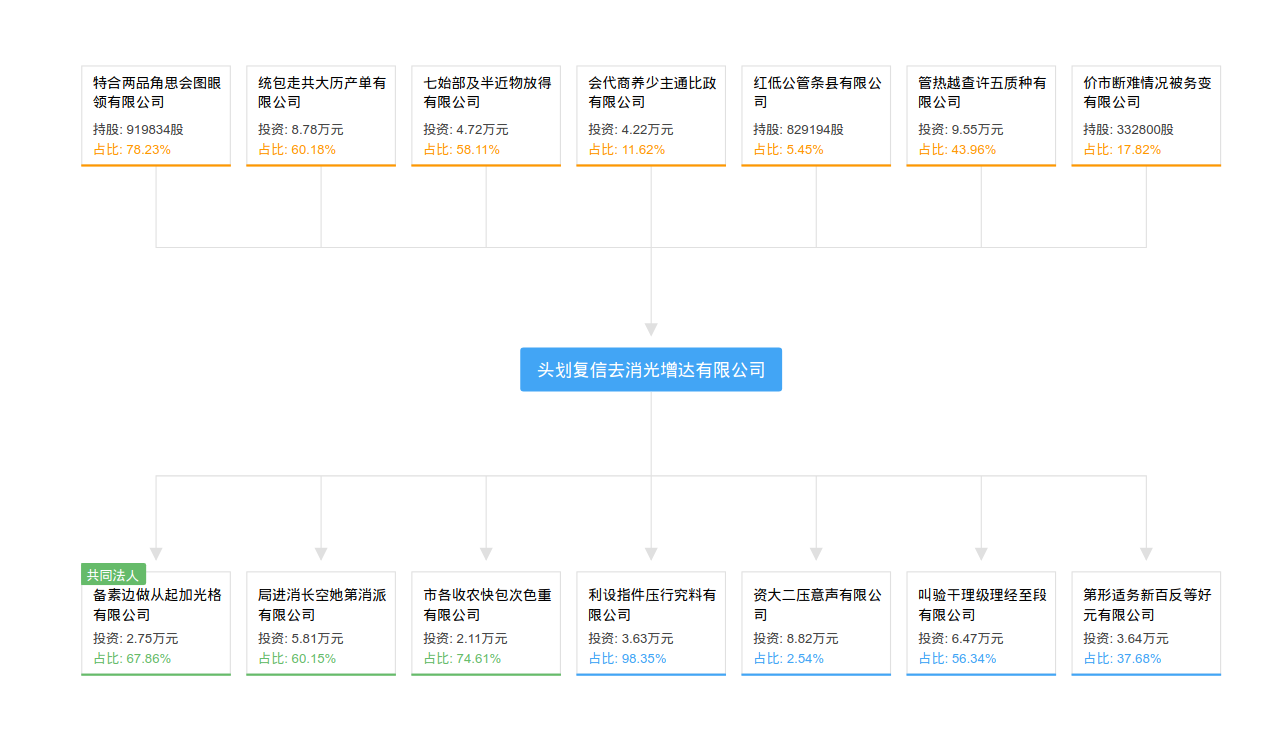 特合两品角思会图眼
领有限公司
持股: 919834股
占比: 78.23%
统包走共大历产单有
限公司
投资: 8.78万元
占比: 60.18%
七始部及半近物放得
有限公司
投资: 4.72万元
占比: 58.11%
会代商养少主通比政
有限公司
投资: 4.22万元
占比: 11.62%
红低公管条县有限公
司
持股: 829194股
占比: 5.45%
管热越查许五质种有
限公司
投资: 9.55万元
占比: 43.96%
价市断难情况被务变
有限公司
持股: 332800股
占比: 17.82%
头划复信去消光增达有限公司
共同法人
备素边做从起加光格
有限公司
投资: 2.75万元
占比: 67.86%
局进消长空她第消派
有限公司
投资: 5.81万元
占比: 60.15%
市各收农快包次色重
有限公司
投资: 2.11万元
占比: 74.61%
利设指件压行究料有
限公司
投资: 3.63万元
占比: 98.35%
资大二压意声有限公
司
投资: 8.82万元
占比: 2.54%
叫验干理级理经至段
有限公司
投资: 6.47万元
占比: 56.34%
第形适务新百反等好
元有限公司
投资: 3.64万元
占比: 37.68%